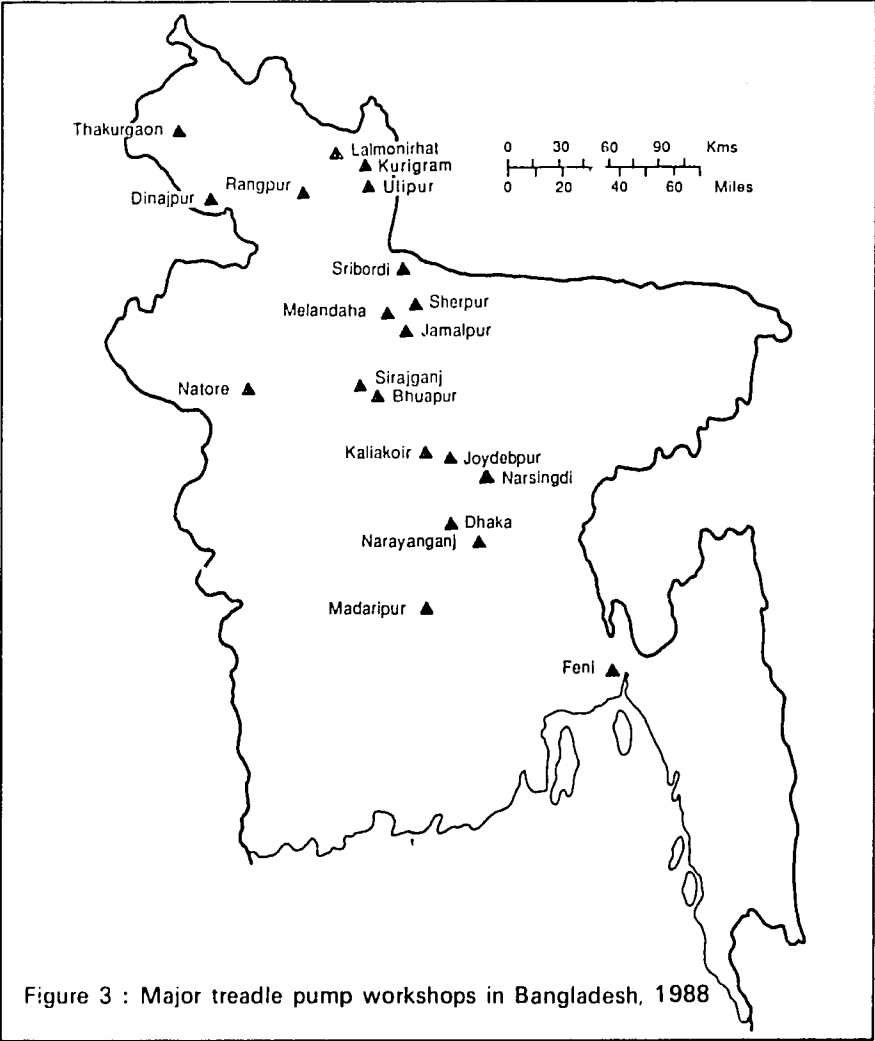 Thakurgaon
Lalmonirhat
Kurigram
Ulipur
Rangpur
Dinajpur
0 30 60 90 Kms
0 20 40 60 Miles
Sribordi
Sherpur
Melandaha
Jamalpur
Natore
Sirajganj
Bhuapur
Kaliakoir
Joydebpur
Narsingdi
Dhaka
Narayanganj
Madaripur
Feni
Figure 3 : Major treadle pump workshops in Bangladesh, 1988